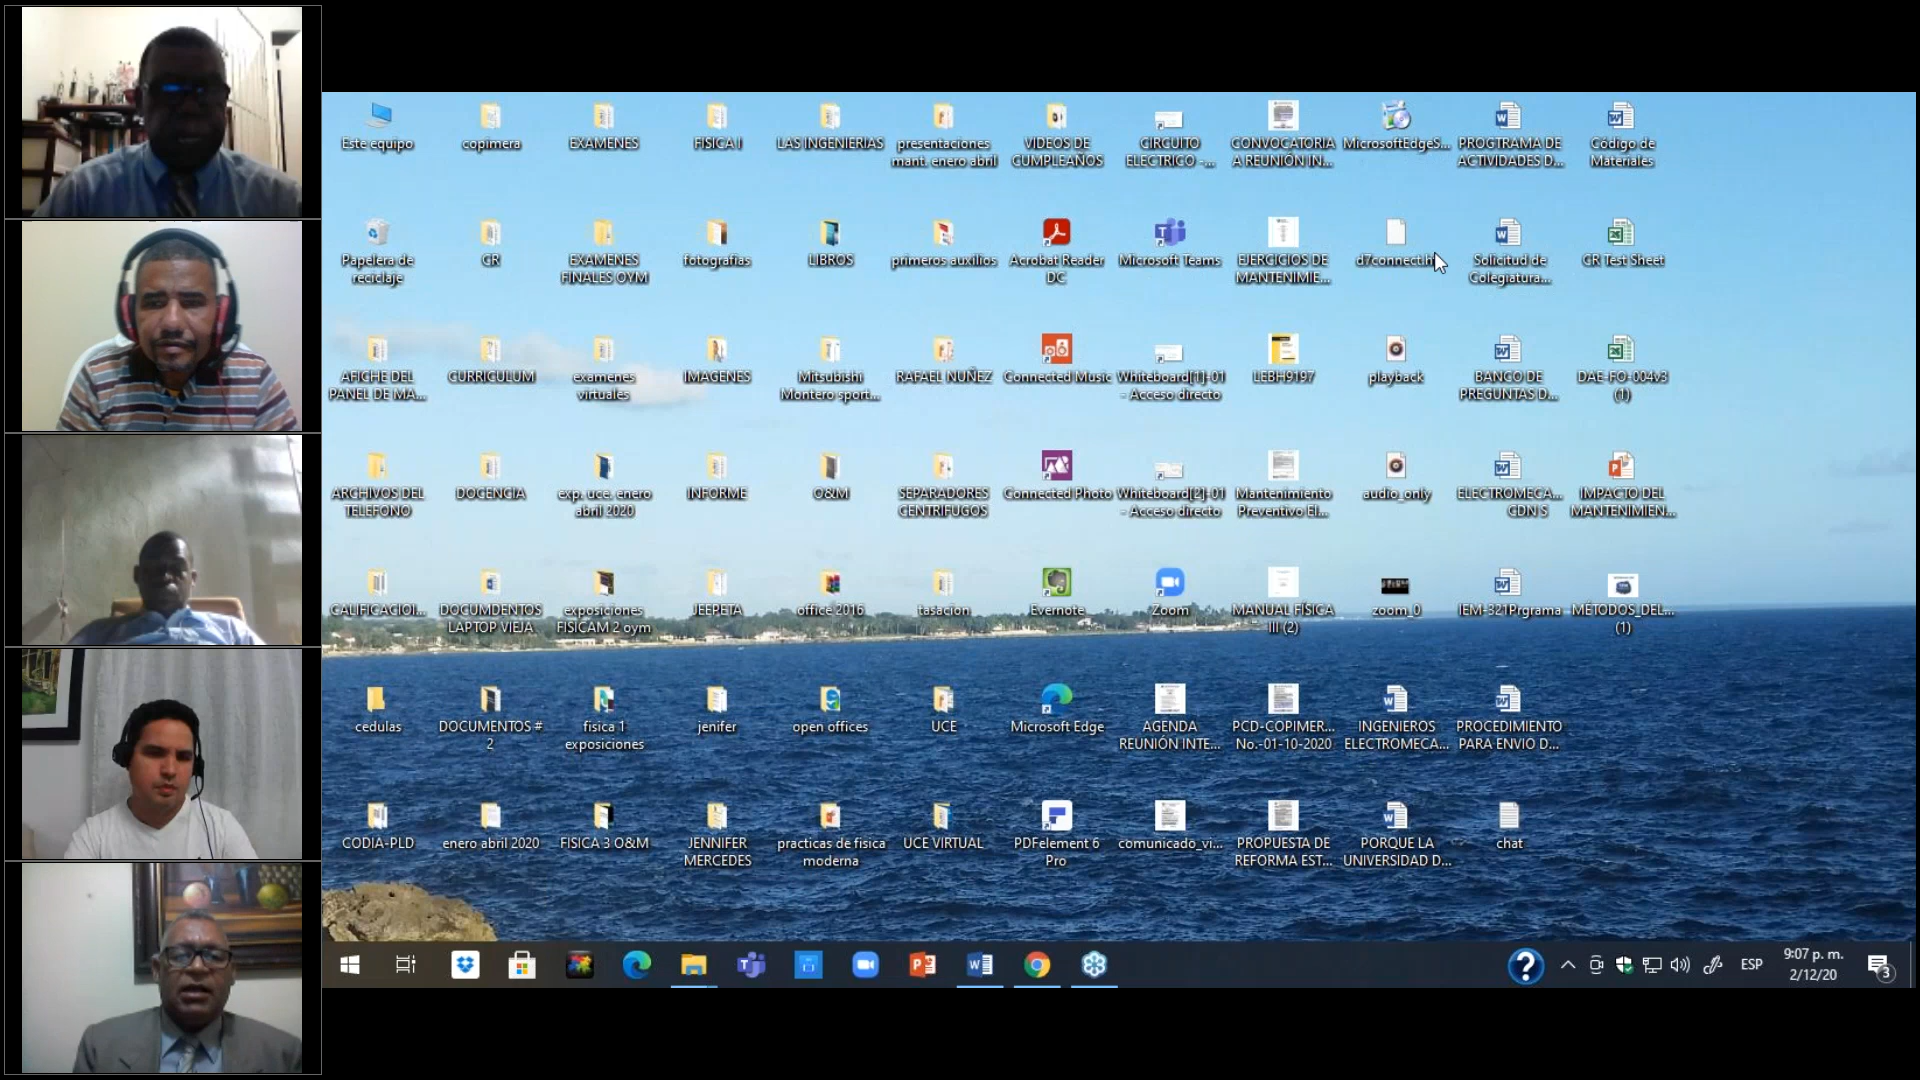 Este equipo
copimera
EXAMENES
FISICA I
LAS INGENIERIAS
presentaciones
mant. enero abril
VIDEOS DE
CUMPLEAÑOS
CIRCUITO
ELECTRICO -...
CONVOCATORIA
A REUNIÓN IN...
MicrosoftEdgeS...
PROGRAMA DE
ACTIVIDADES D...
Código de
Materiales
Papelera de
reciclaje
CR
EXAMENES
FINALES OYM
fotografias
LIBROS
primeros auxilios
Acrobat Reader
DC
Microsoft Teams
EJERCICIOS DE
MANTENIMIE...
d7connect.h
Solicitud de
Colegiatura...
CR Test Sheet
AFICHE DEL
PANEL DE MA...
CURRICULUM
examenes
virtuales
IMAGENES
Mitsubishi
Montero sport...
RAFAEL NUÑEZ
Connected Music
Whiteboard[1]-01
- Acceso directo
LEBH9197
playback
BANCO DE
PREGUNTAS D...
DAE-FO-004v3
(1)
ARCHIVOS DEL
TELEFONO
DOCENCIA
exp. uce. enero
abril 2020
INFORME
O&M
SEPARADORES
CENTRIFUGOS
Connected Photo
Whiteboard[2]-01
- Acceso directo
Mantenimiento
Preventivo El...
audio_only
ELECTROMECA...
CDN S
IMPACTO DEL
MANTENIMIEN...
CALIFICACIOI...
DOCUMDENTOS
LAPTOP VIEJA
exposiciones
FISICAM 2 oym
JEEPETA
office 2016
tasacion
Evernote
Zoom
MANUAL FÍSICA
III (2)
zoom_0
IEM-321Prgrama
MÉTODOS_DEL...
(1)
cedulas
DOCUMENTOS #
2
fisica 1
exposiciones
jenifer
open offices
UCE
Microsoft Edge
AGENDA
REUNIÓN INTE...
PCD-COPIMER...
No.-01-10-2020
INGENIEROS
ELECTROMECA...
PROCEDIMIENTO
PARA ENVIO D...
CODIA-PLD
enero abril 2020
FISICA 3 O&M
JENNIFER
MERCEDES
practicas de fisica
moderna
UCE VIRTUAL
PDFelement 6
Pro
comunicado_vi...
PROPUESTA DE
REFORMA EST...
PORQUE LA
UNIVERSIDAD D...
chat
ESP
9:07 p. m.
2/12/20
3